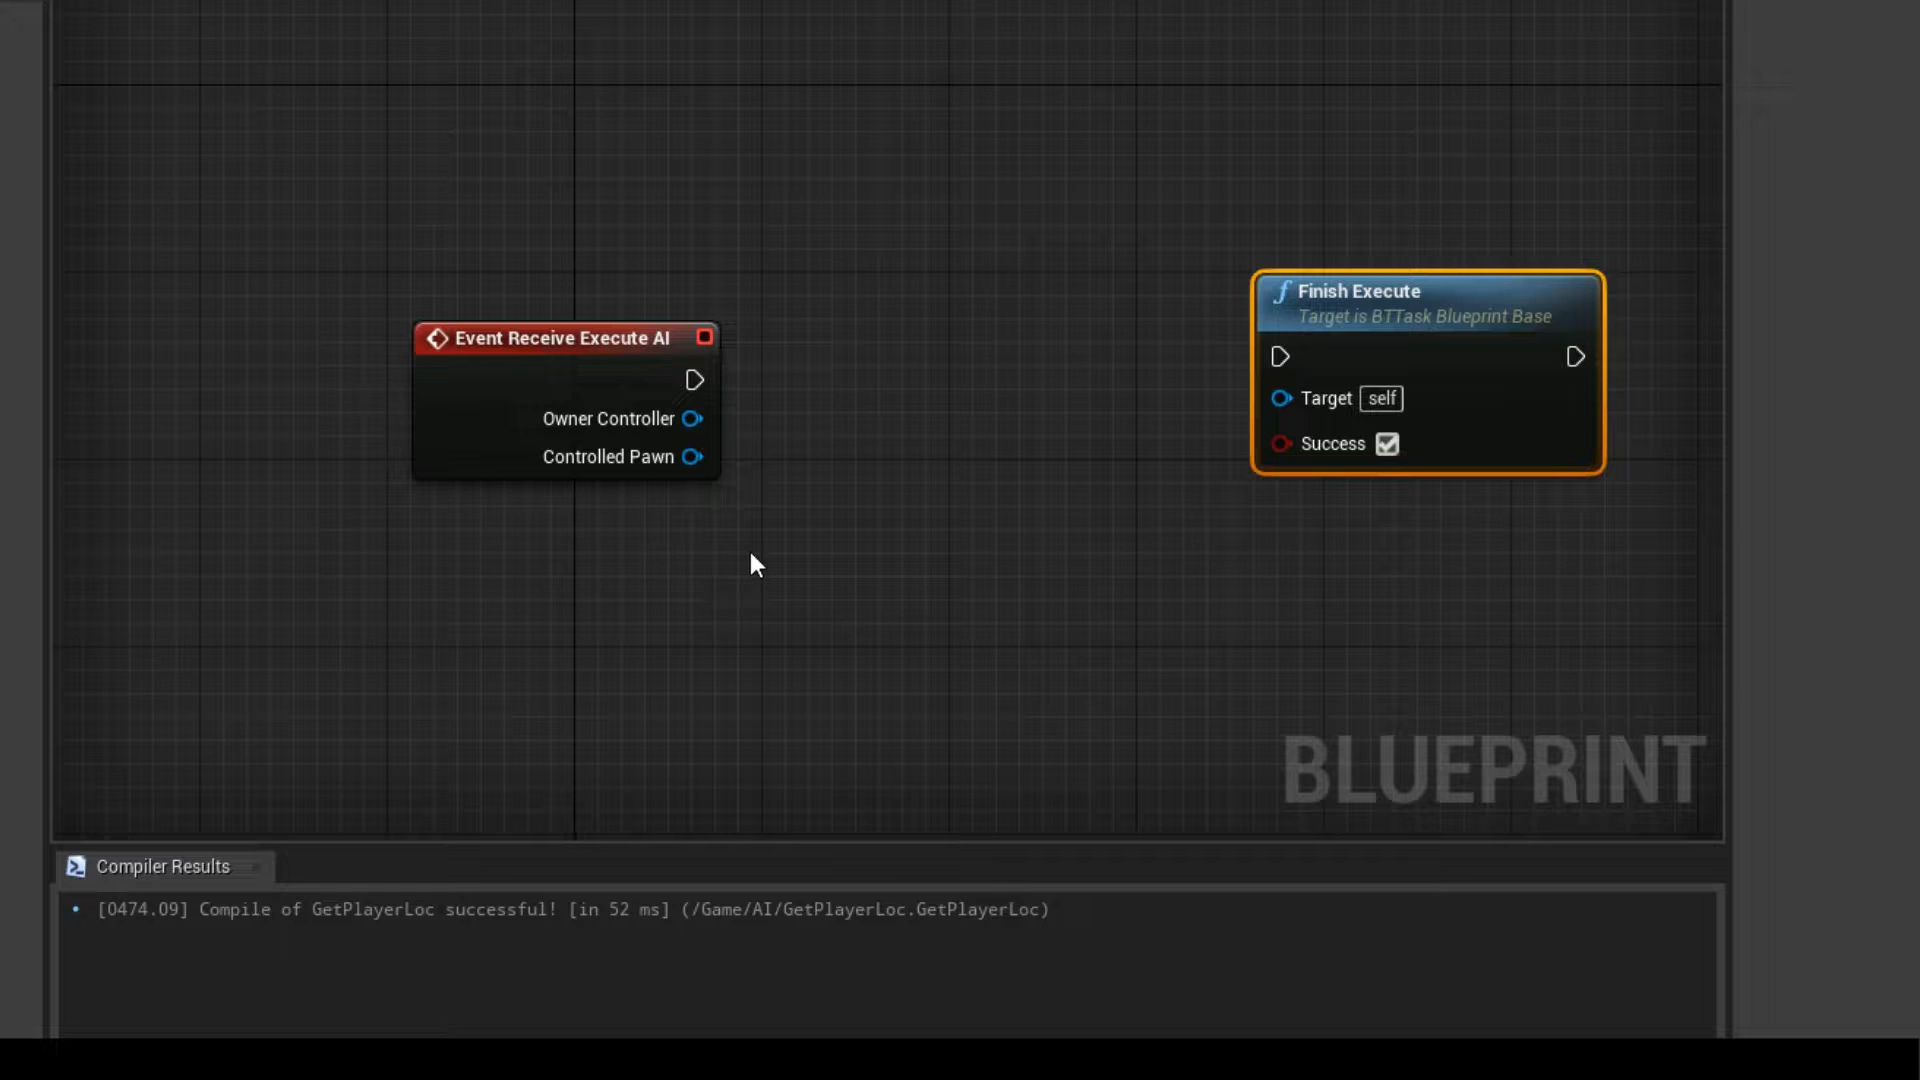 Finish Execute
Target is BTTask Blueprint Base
Target self
Success
Event Receive Execute AI
Owner Controller
Controlled Pawn
BLUEPRINT
Compiler Results
[0474.09] Compile of GetPlayerLoc successful! [in 52 ms] (/Game/AI/GetPlayerLoc.GetPlayerLoc)